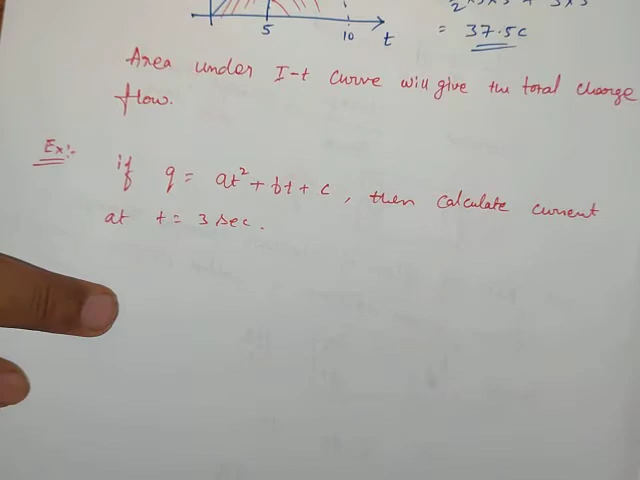 5 10 t
= 37.5c
Area under I-t curve will give the total charge
flow.
Ex:-
if q = at² + bt + c , then calculate current
at t = 3 sec.